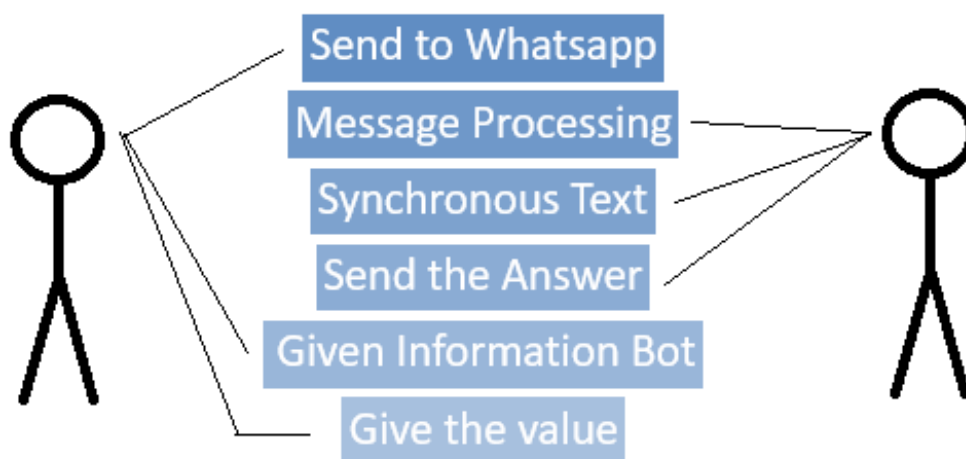 Send to Whatsapp
Message Processing
Synchronous Text
Send the Answer
Given Information Bot
Give the value